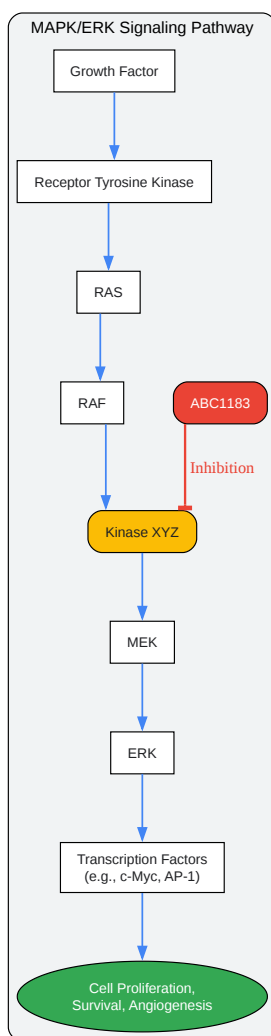 MAPK/ERK Signaling Pathway
Growth Factor
Receptor Tyrosine Kinase
RAS
RAF
ABC1183
Inhibition
Kinase XYZ
MEK
ERK
Transcription Factors
(e.g., c-Myc, AP-1)
Cell Proliferation,
Survival, Angiogenesis